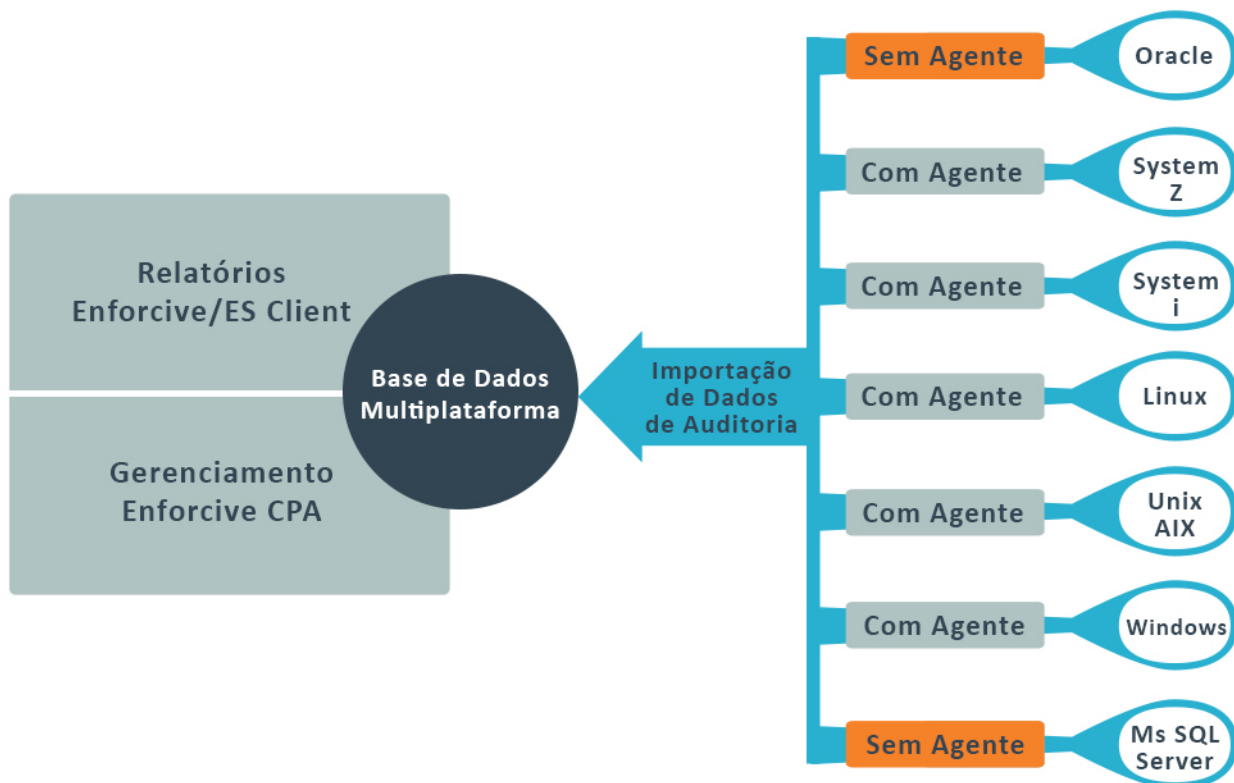 Relatórios
Enforcive/ES Client
Gerenciamento
Enforcive CPA
Base de Dados
Multiplataforma
Importação
de Dados
de Auditoria
Sem Agente
Oracle
Com Agente
System
Z
Com Agente
System
i
Com Agente
Linux
Com Agente
Unix
AIX
Com Agente
Windows
Sem Agente
Ms SQL
Server